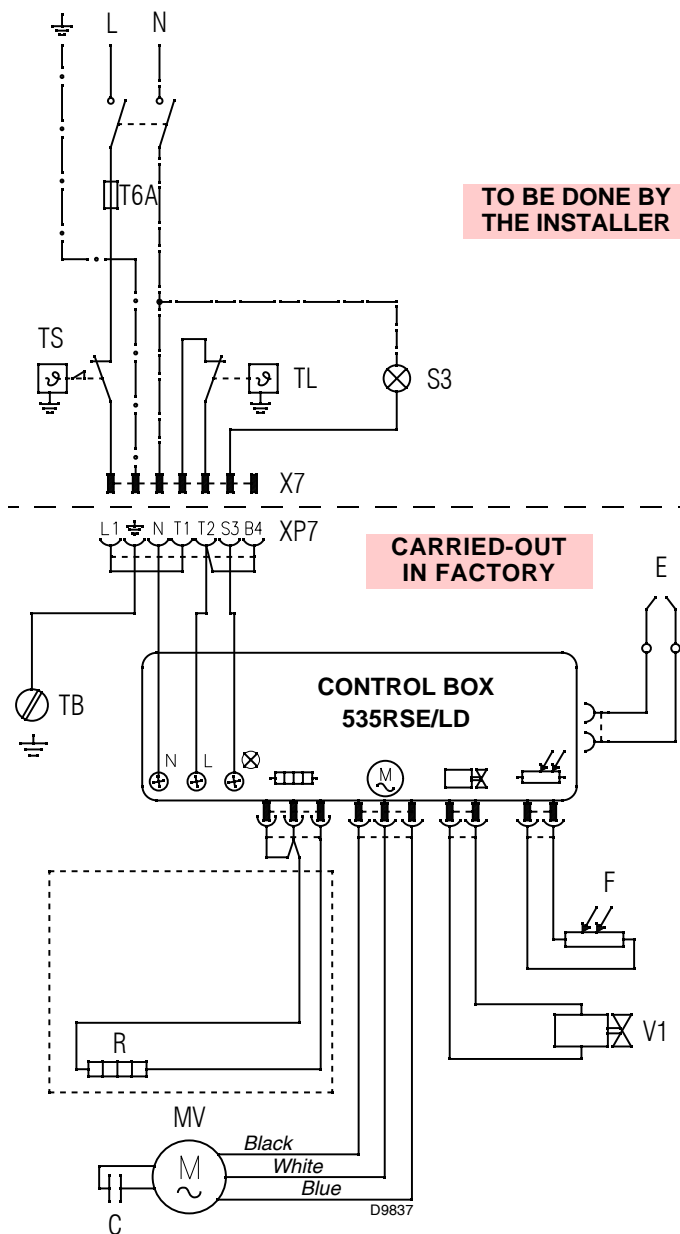 L N
T6A
TO BE DONE BY
THE INSTALLER
TS
ϑ
ϑ
TL
S3
X7
L1 N T1 T2 S3 B4 XP7
CARRIED-OUT
IN FACTORY
E
CONTROL BOX
535RSE/LD
TB
N L
M
F
R
V1
MV
M
Black
White
Blue
D9837
C